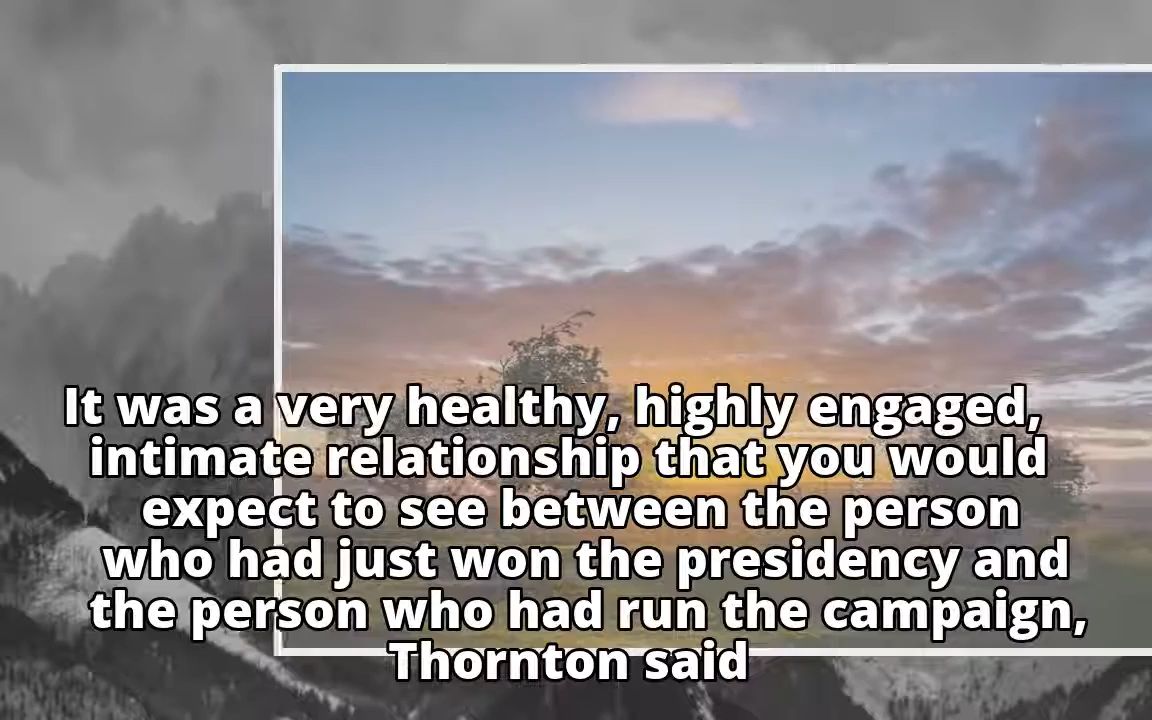 It was a very healthy, highly engaged,
intimate relationship that you would
expect to see between the person
who had just won the presidency and
the person who had run the campaign,
Thornton said